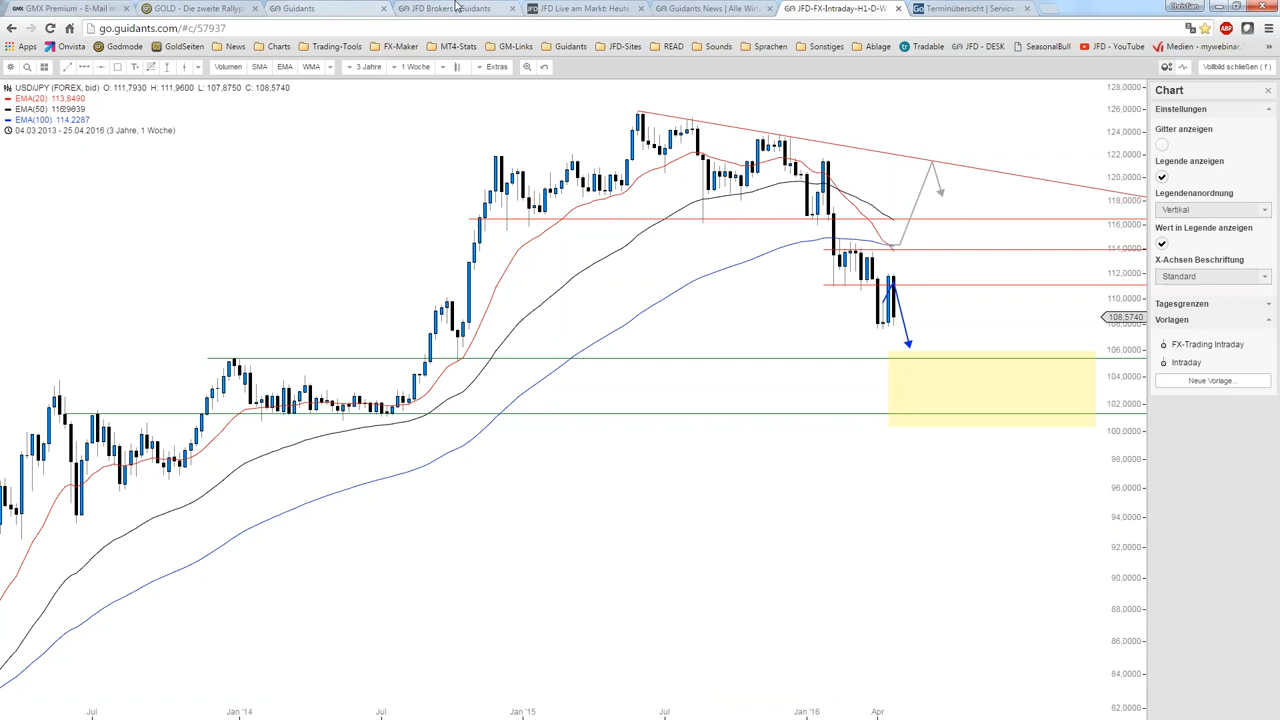 GMX Premium - E-Mail
GOLD - Die zweite Rallyp
Guidants
JFD Brokers
Guidants
JFD Live am Markt: Heute
Guidants News | Alle Wirt
JFD-FX-Intraday-H1-D-W
Terminübersicht | Service
Christian
go.guidants.com/#c/57937
Apps
Onvista
Godmode
GoldSeiten
News
Trading-Tools
FX-Maker
MT4-Stats
GM-Links
Guidants
JFD-Sites
READ
Sounds
Sprachen
Sonstiges
Ablage
Tradable
JFD - DESK
SeasonalBull
JFD - YouTube
Medien - mywebinar
Volumen
SMA
EMA
WMA
3 Jahre
1 Woche
Extras
Vollbild schließen ( f )
USD/JPY (FOREX, bid) O: 111,7930 H: 111,9600 L: 107,8750 C: 108,5740
EMA(20) 113,8490
EMA(50)
EMA(100) 114,2287
04.03.2013 - 25.04.2016 (3 Jahre, 1 Woche)
128,0000
126,0000
124,0000
122,0000
120,0000
118,0000
116,0000
114,0000
112,0000
110,0000
108,5740
108,0000
106,0000
104,0000
102,0000
100,0000
98,0000
96,0000
94,0000
92,0000
90,0000
88,0000
86,0000
84,0000
82,0000
Jul
Jan '14
Jul
Jan '15
Jul
Jan '16
Apr
Chart
Einstellungen
Gitter anzeigen
Legende anzeigen
Legendenanordnung
Vertikal
Wert in Legende anzeigen
X-Achsen Beschriftung
Standard
Tagesgrenzen
Vorlagen
FX-Trading Intraday
Intraday
Neue Vorlage...